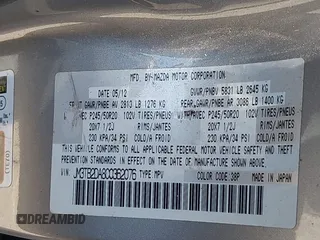 MFD. BY MAZDA MOTOR CORPORATION
DATE 05/12 GVWR/PNBV 5831 LB 2645 KG
FRONT GAWR/PNBE AV 2813 LB 1276 KG REAR GAWR/PNBE AR 3086 LB 1400 KG
P245/50R20 102V TIRES/PNEUS WITH/AVEC P245/50R20 102V TIRES/PNEUS
20X7 1/2J RIMS/JANTES 20X7 1/2J RIMS/JANTES
230 KPA/34 PSI COLD/A FROID 230 KPA/34 PSI COLD/A FROID
THIS VEHICLE CONFORMS TO ALL APPLICABLE FEDERAL MOTOR VEHICLE
SAFETY, BUMPER, AND THEFT PREVENTION STANDARDS IN EFFECT
ON THE DATE OF MANUFACTURE SHOWN ABOVE.
TYPE MPV COLOR CODE: 38P MADE IN JAPAN
DREAMBID